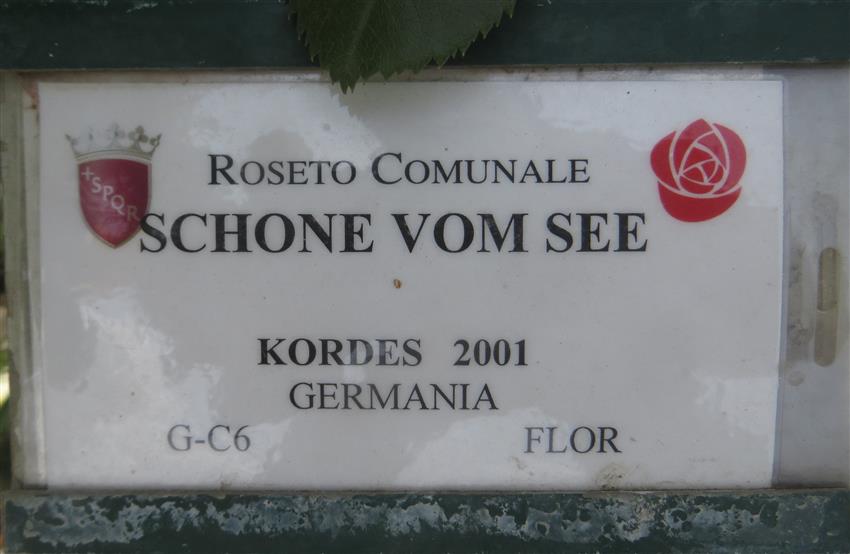 ROSETO COMUNALE
+SPQR
SCHONE VOM SEE
KORDES 2001
GERMANIA
G-C6 FLOR